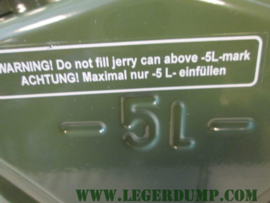 WARNING! Do not fill jerry can above -5L-mark
ACHTUNG! Maximal nur -5 L- einfüllen
-5L-
WWW.LEGERDUMP.COM